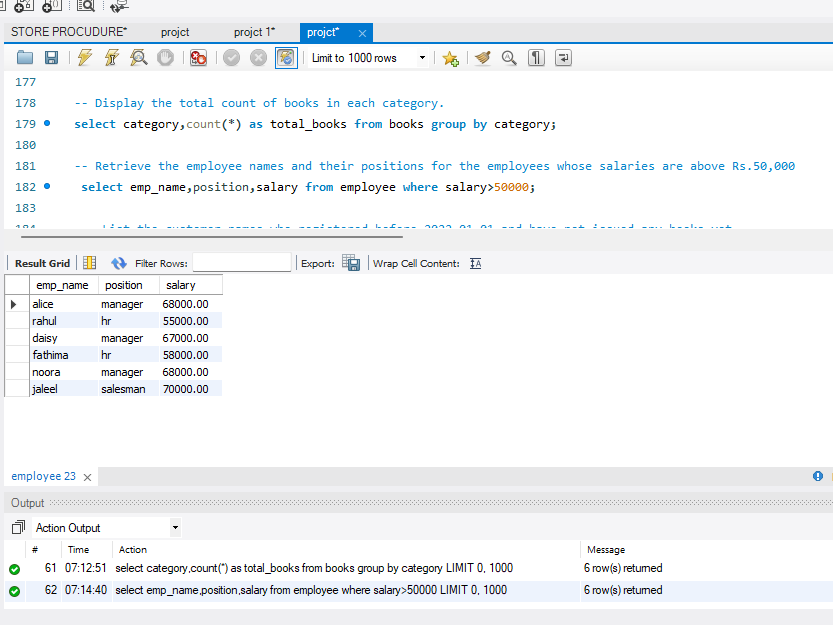 STORE PROCUDURE* projct projct 1* projct*
Limit to 1000 rows
177
178 -- Display the total count of books in each category.
179 select category,count(*) as total_books from books group by category;
180
181 -- Retrieve the employee names and their positions for the employees whose salaries are above Rs.50,000
182 select emp_name,position,salary from employee where salary>50000;
183
Result Grid Filter Rows: Export: Wrap Cell Content:
emp_name position salary
alice manager 68000.00
rahul hr 55000.00
daisy manager 67000.00
fathima hr 58000.00
noora manager 68000.00
jaleel salesman 70000.00
employee 23
Output
Action Output
# Time Action Message
61 07:12:51 select category,count(*) as total_books from books group by category LIMIT 0, 1000 6 row(s) returned
62 07:14:40 select emp_name,position,salary from employee where salary>50000 LIMIT 0, 1000 6 row(s) returned